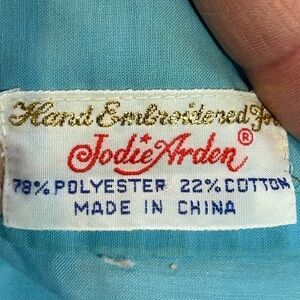 Hand Embroidered
Jodie Arden®
78% POLYESTER 22% COTTON
MADE IN CHINA